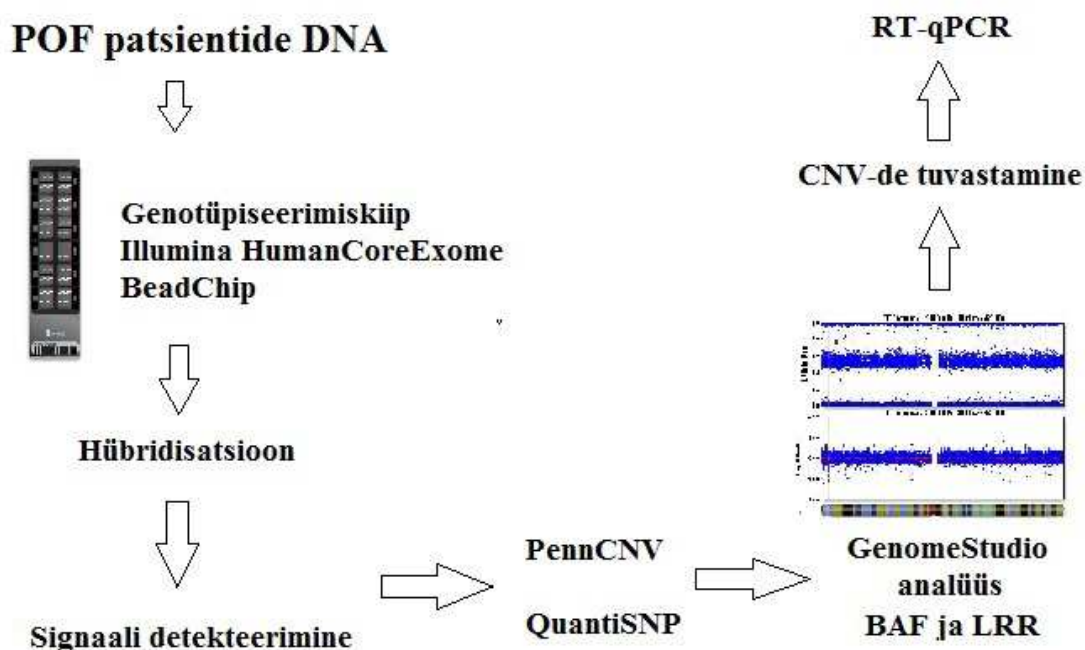 POF patsientide DNA
Genotüpiseerimiskiip
Illumina HumanCoreExome
BeadChip
Hübridisatsioon
Signaali detekteerimine
PennCNV
QuantiSNP
GenomeStudio
analüüs
BAF ja LRR
CNV-de tuvastamine
RT-qPCR